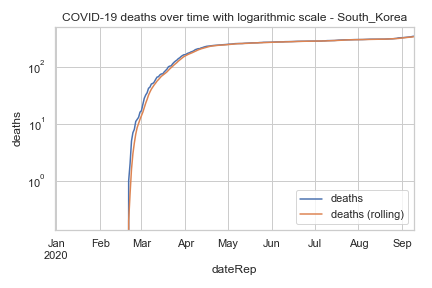 COVID-19 deaths over time with logarithmic scale - South_Korea
deaths
10²
10¹
10⁰
deaths
deaths (rolling)
Jan Feb Mar Apr May Jun Jul Aug Sep
2020
dateRep